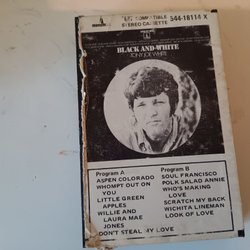 COMPATIBLE 544-18114 X
STEREO CASSETTE
BLACK AND WHITE
TONY JOE WHITE
Program A
ASPEN COLORADO
WHOMPT OUT ON
YOU
LITTLE GREEN
APPLES
WILLIE AND
LAURA MAE
JONES
DON'T STEAL MY LOVE
Program B
SOUL FRANCISCO
POLK SALAD ANNIE
WHO'S MAKING
LOVE
SCRATCH MY BACK
WICHITA LINEMAN
LOOK OF LOVE